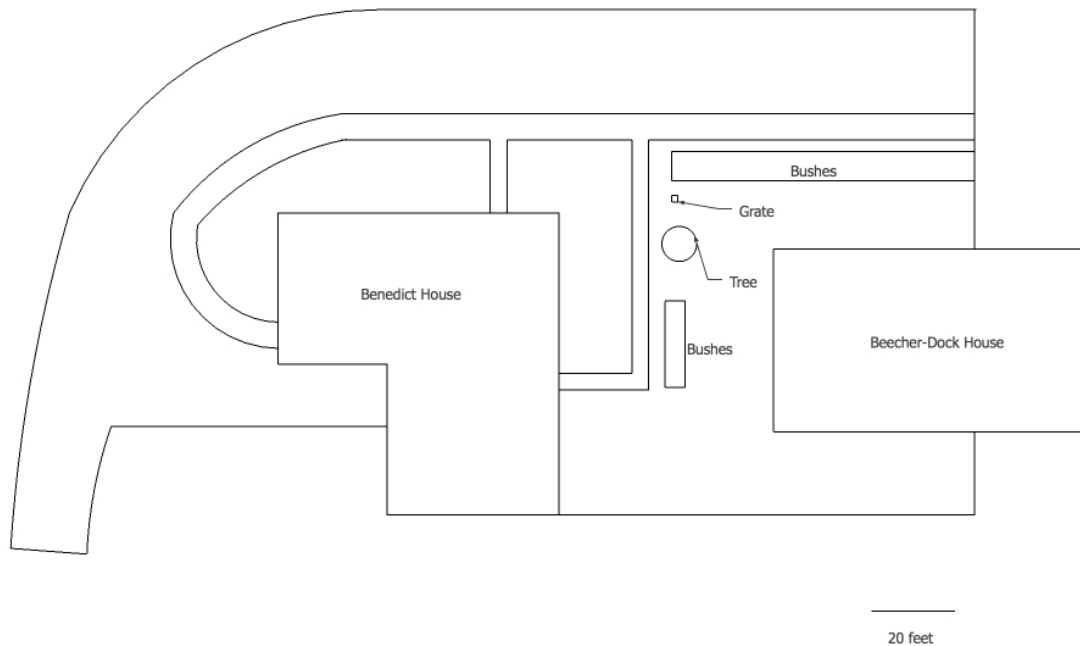 Bushes
Grate
Tree
Benedict House
Beecher-Dock House
Bushes
20 feet